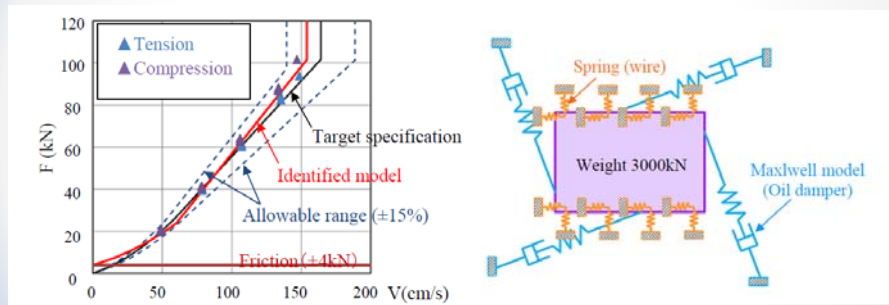 120
100
80
60
40
20
0
F (kN)
Tension
Compression
Target specification
Identified model
Allowable range (±15%)
Friction (±4kN)
0 50 100 150 200
V(cm/s)
Spring (wire)
Weight 3000kN
Maxlwell model
(Oil damper)